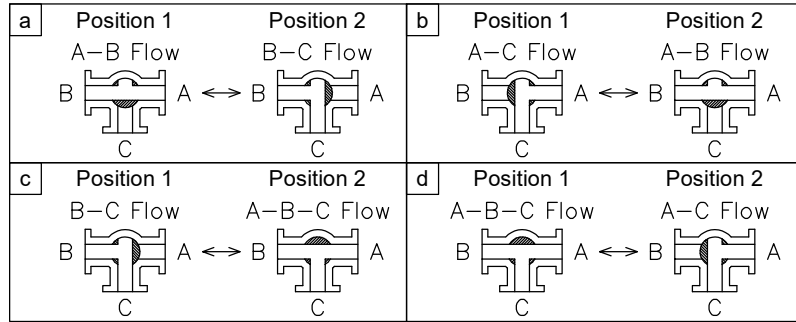 a
Position 1
Position 2
A-B Flow
B-C Flow
B
A
B
A
C
C
b
Position 1
Position 2
A-C Flow
A-B Flow
B
A
B
A
C
C
c
Position 1
Position 2
B-C Flow
A-B-C Flow
B
A
B
A
C
C
d
Position 1
Position 2
A-B-C Flow
A-C Flow
B
A
B
A
C
C